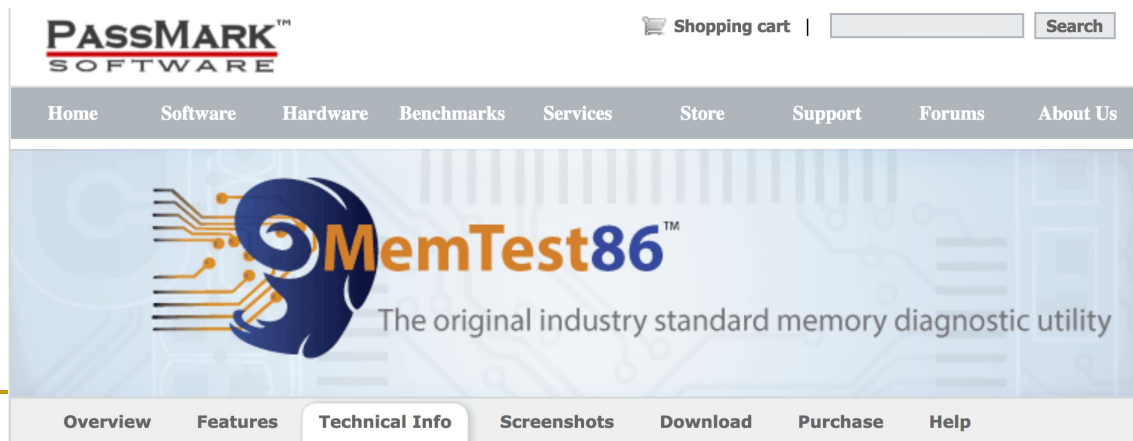 PASSMARK™
SOFTWARE
Shopping cart | Search
Home Software Hardware Benchmarks Services Store Support Forums About Us
MemTest86™
The original industry standard memory diagnostic utility
Overview Features Technical Info Screenshots Download Purchase Help